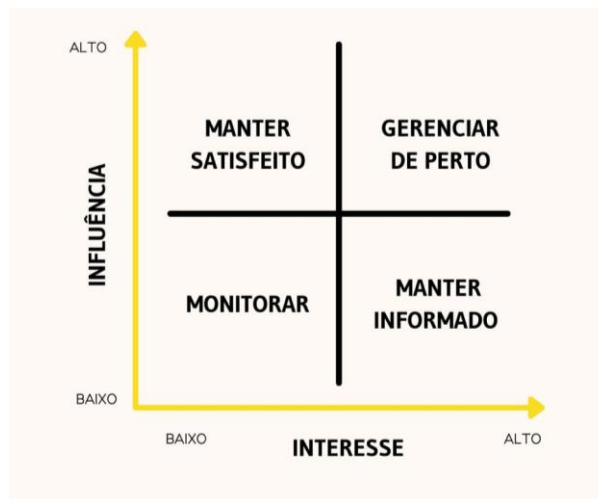 ALTO
MANTER
SATISFEITO
GERENCIAR
DE PERTO
INFLUÊNCIA
MONITORAR
MANTER
INFORMADO
BAIXO
BAIXO
INTERESSE
ALTO